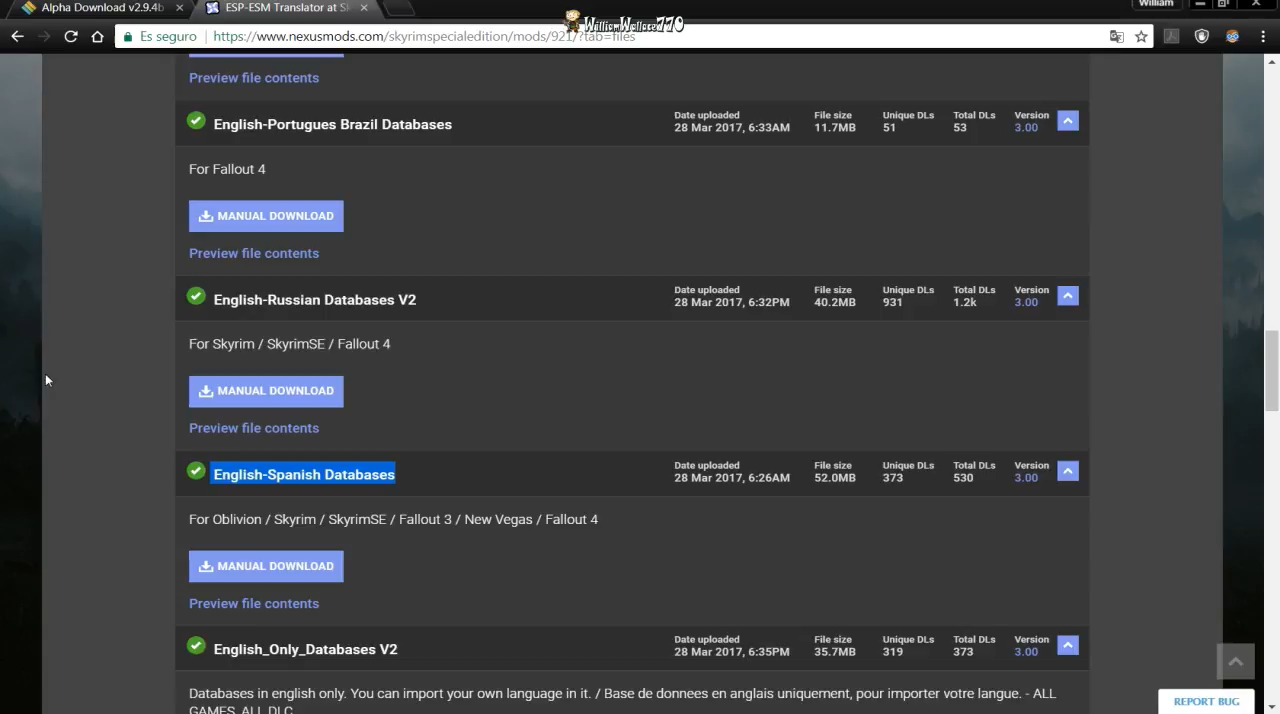 Alpha Download v2.9.4b
ESP-ESM Translator at Sk
William
WilliamWallace770
Es seguro
https://www.nexusmods.com/skyrimspecialedition/mods/921/?tab=files
Preview file contents
English-Portugues Brazil Databases
Date uploaded
28 Mar 2017, 6:33AM
File size
11.7MB
Unique DLs
51
Total DLs
53
Version
3.00
For Fallout 4
MANUAL DOWNLOAD
Preview file contents
English-Russian Databases V2
Date uploaded
28 Mar 2017, 6:32PM
File size
40.2MB
Unique DLs
931
Total DLs
1.2k
Version
3.00
For Skyrim / SkyrimSE / Fallout 4
MANUAL DOWNLOAD
Preview file contents
English-Spanish Databases
Date uploaded
28 Mar 2017, 6:26AM
File size
52.0MB
Unique DLs
373
Total DLs
530
Version
3.00
For Oblivion / Skyrim / SkyrimSE / Fallout 3 / New Vegas / Fallout 4
MANUAL DOWNLOAD
Preview file contents
English_Only_Databases V2
Date uploaded
28 Mar 2017, 6:35PM
File size
35.7MB
Unique DLs
319
Total DLs
373
Version
3.00
Databases in english only. You can import your own language in it. / Base de donnees en anglais uniquement, pour importer votre langue. - ALL
GAMES, ALL DLC
REPORT BUG